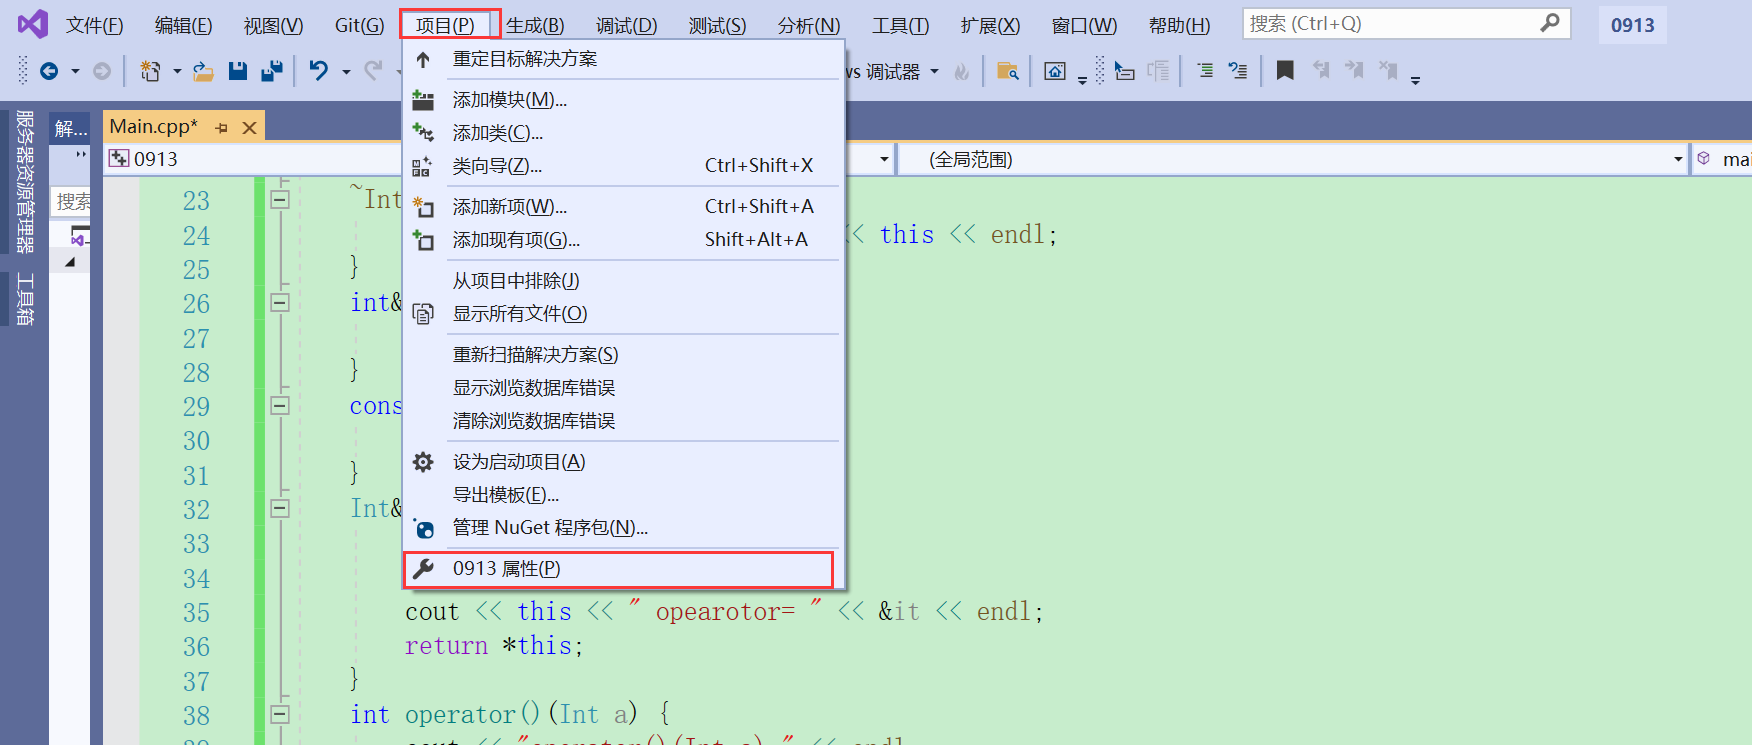 文件(F) 编辑(E) 视图(V) Git(G) 项目(P) 生成(B) 调试(D) 测试(S) 分析(N) 工具(T) 扩展(X) 窗口(W) 帮助(H) 搜索 (Ctrl+Q) 0913
重定目标解决方案
添加模块(M)...
添加类(C)...
类向导(Z)... Ctrl+Shift+X
添加新项(W)... Ctrl+Shift+A
添加现有项(G)... Shift+Alt+A
从项目中排除(J)
显示所有文件(O)
重新扫描解决方案(S)
显示浏览数据库错误
清除浏览数据库错误
设为启动项目(A)
导出模板(E)...
管理 NuGet 程序包(N)...
0913 属性(P)
ws 调试器
服务器资源管理器
工具箱
解...
搜索
Main.cpp*
0913 (全局范围) mai
23 ~Int
24 << this << endl;
25 }
26 int&
27
28 }
29 cons
30
31 }
32 Int&
33
34
35 cout << this << " opearotor= " << &it << endl;
36 return *this;
37 }
38 int operator()(Int a) {